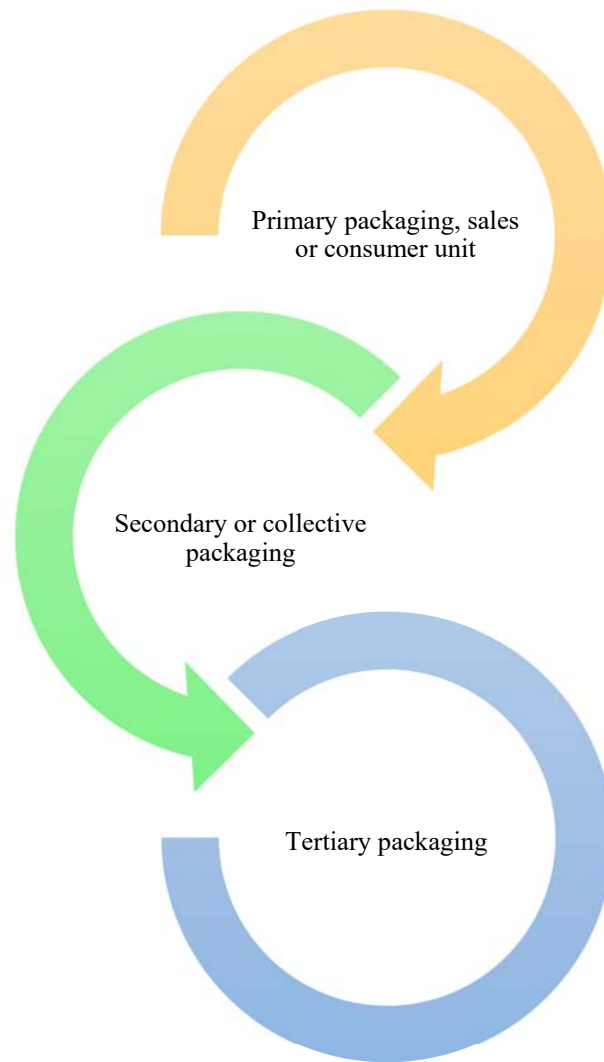 Primary packaging, sales
or consumer unit
Secondary or collective
packaging
Tertiary packaging